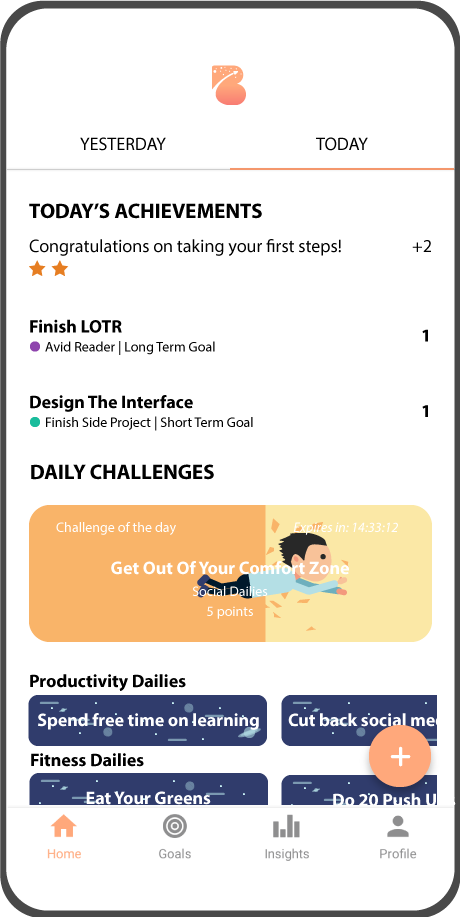 YESTERDAY TODAY
TODAY'S ACHIEVEMENTS
Congratulations on taking your first steps! +2
Finish LOTR 1
Avid Reader | Long Term Goal
Design The Interface 1
Finish Side Project | Short Term Goal
DAILY CHALLENGES
Challenge of the day Expires in: 14:33:12
Get Out Of Your Comfort Zone
Social Dailies
5 points
Productivity Dailies
Spend free time on learning Cut back social me
Fitness Dailies
Eat Your Greens Do 20 Push U
Home Goals Insights Profile